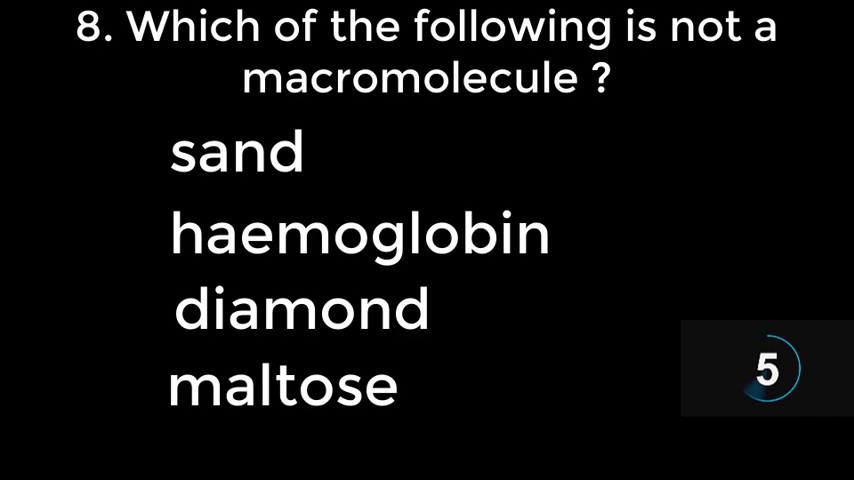 8. Which of the following is not a
macromolecule ?
sand
haemoglobin
diamond
maltose
5